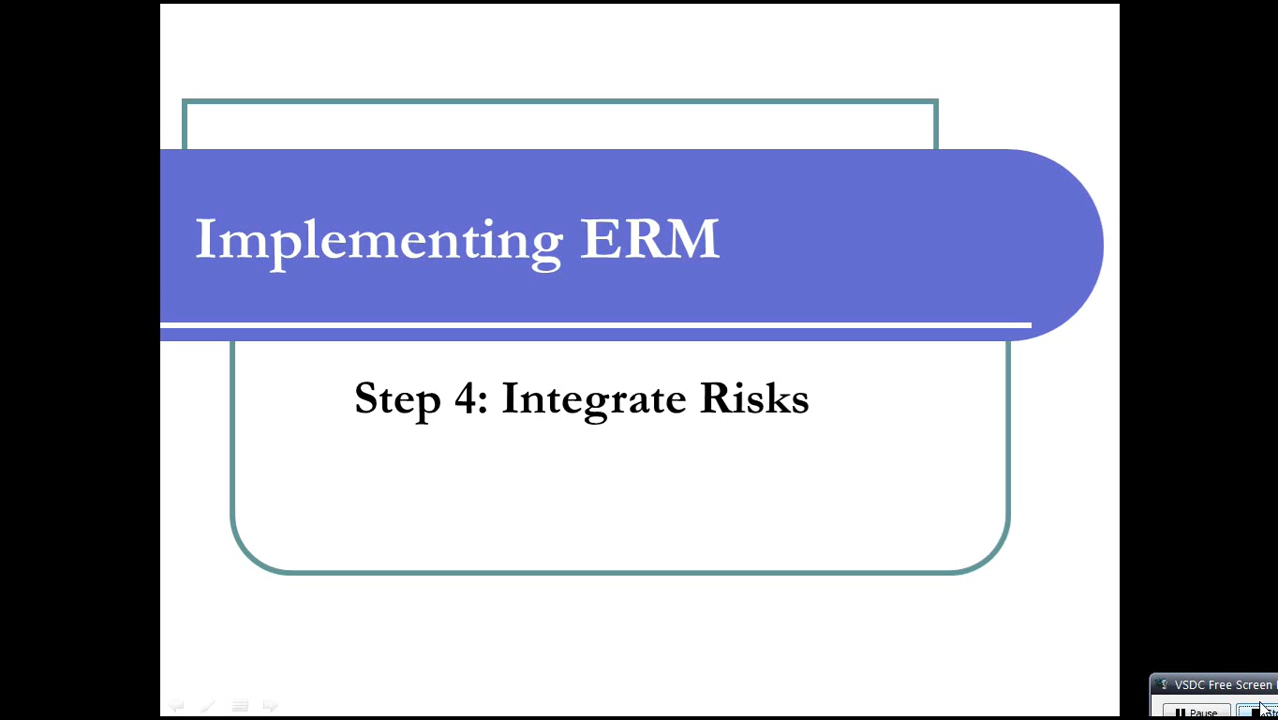 Implementing ERM
Step 4: Integrate Risks
VSDC Free Screen
Pause